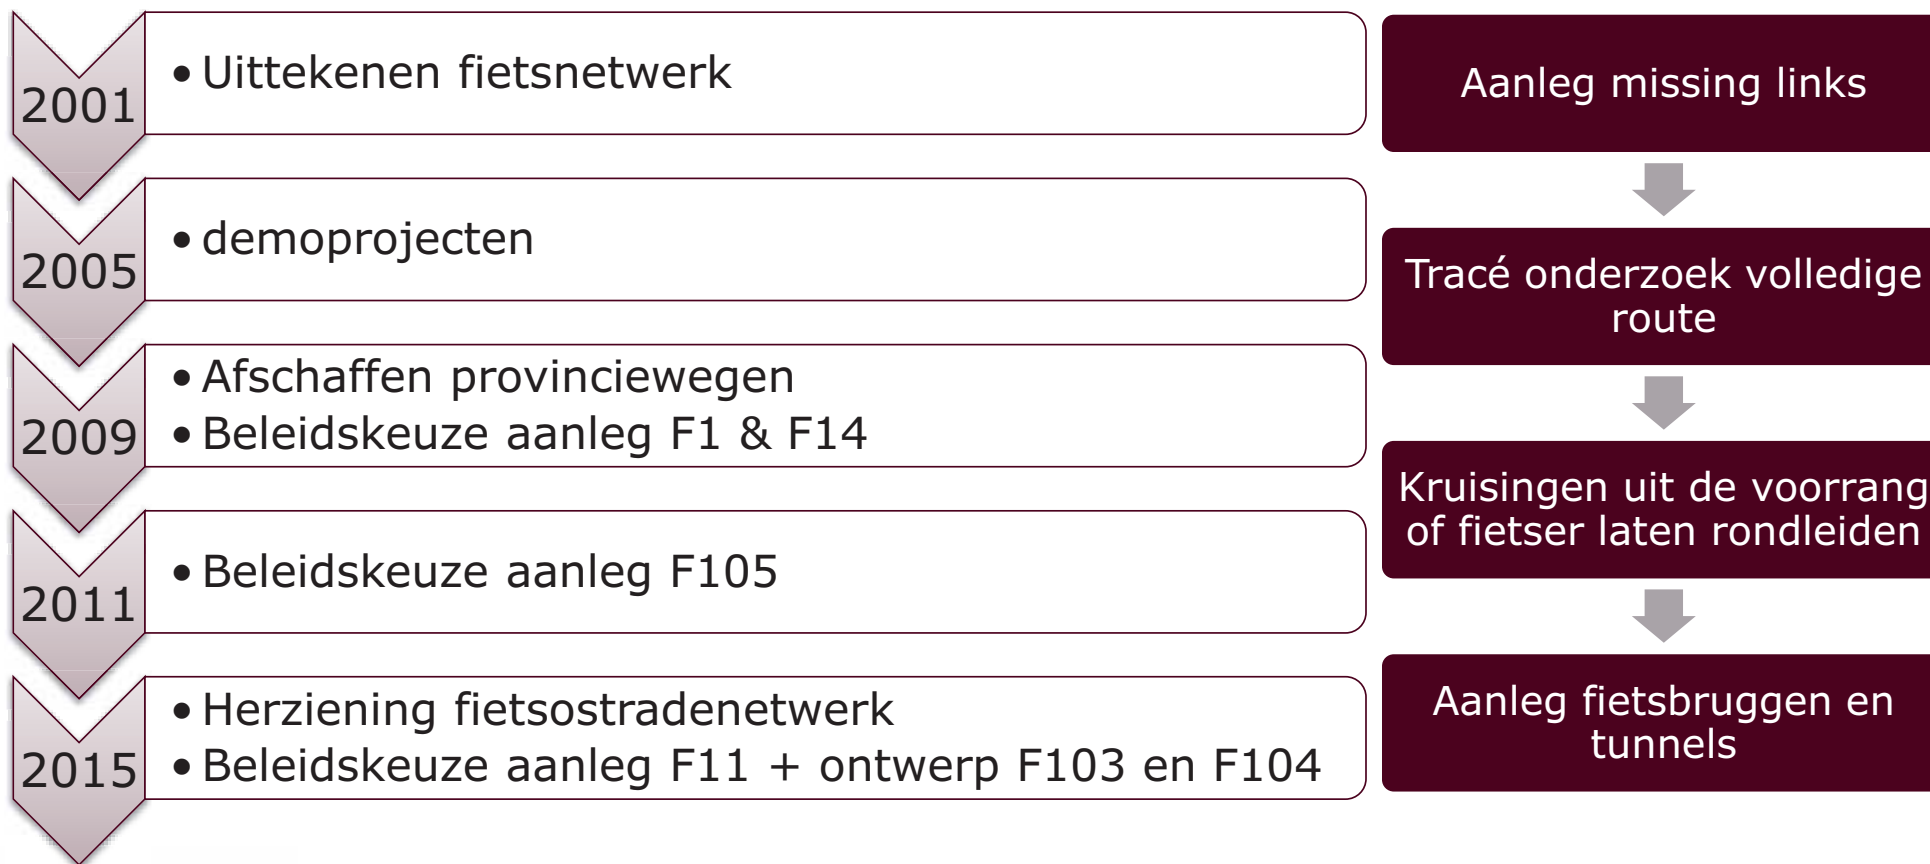 2001
• Uittekenen fietsnetwerk
2005
• demoprojecten
2009
• Afschaffen provinciewegen
• Beleidskeuze aanleg F1 & F14
2011
• Beleidskeuze aanleg F105
2015
• Herziening fietsostradenetwerk
• Beleidskeuze aanleg F11 + ontwerp F103 en F104
Aanleg missing links
Tracé onderzoek volledige
route
Kruisingen uit de voorrang
of fietser laten rondleiden
Aanleg fietsbruggen en
tunnels